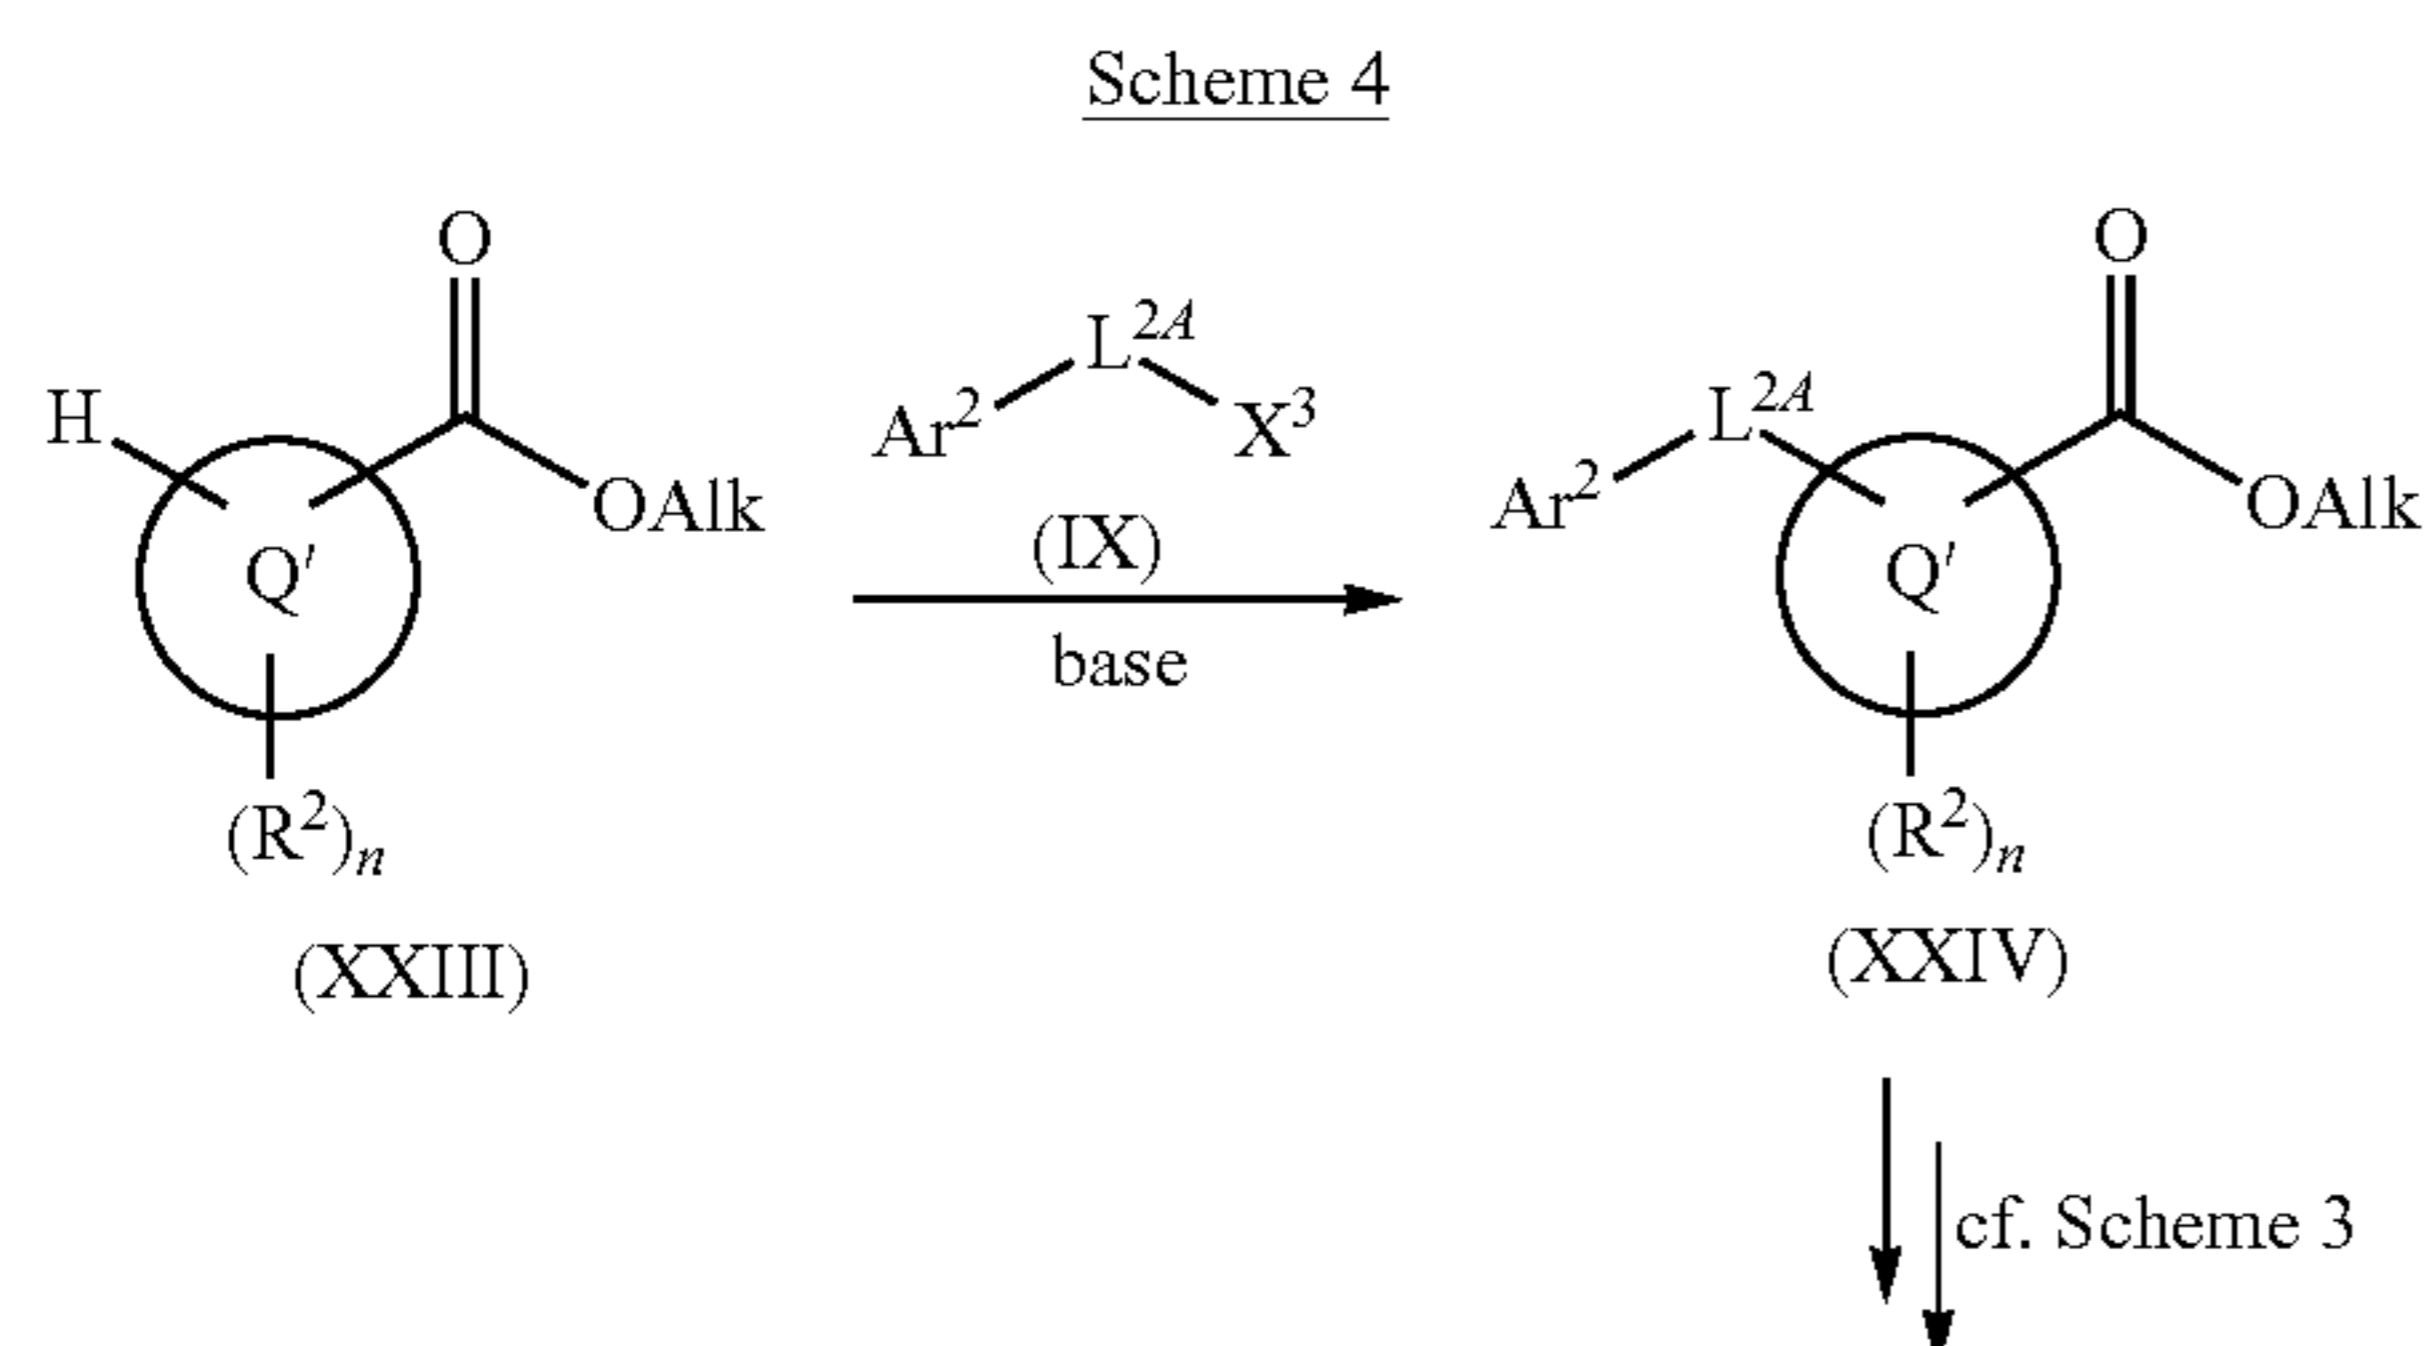 Scheme 4
O
H
OAlk
Q′
(R²)ₙ
(XXIII)
L²ᴬ
Ar²
X³
(IX)
base
O
L²ᴬ
Ar²
OAlk
Q′
(R²)ₙ
(XXIV)
cf. Scheme 3